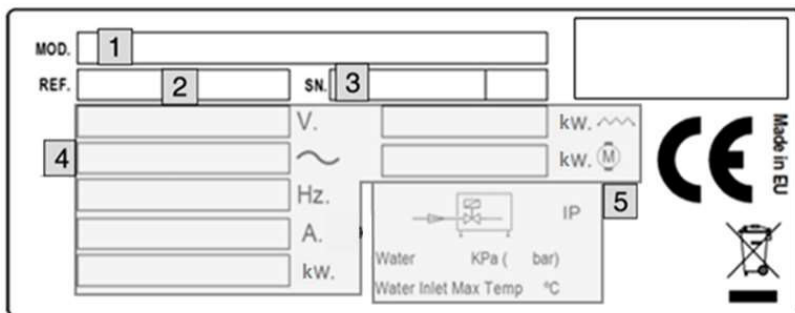 MOD. 1
REF. 2 SN. 3
V. kw.
4 kw. M
Hz. 5
IP
A.
Water KPa ( bar)
kw.
Water Inlet Max Temp °C
CE
Made in EU